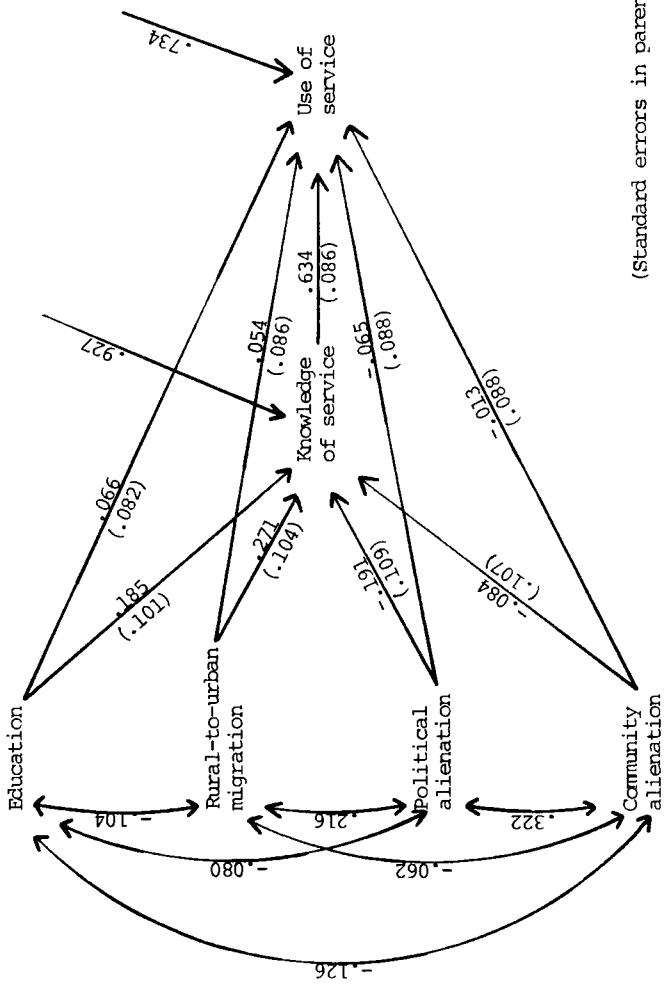 .734
Use of
service
.927
.066
(.082)
.054
(.086)
.634
(.086)
-.065
(.088)
-.013
(.088)
Knowledge
of service
.185
(.101)
.271
(.104)
-.191
(.109)
-.084
(.107)
Education
Rural-to-urban
migration
Political
alienation
Community
alienation
-.104
.216
.322
-.080
-.062
-.126
(Standard errors in paren